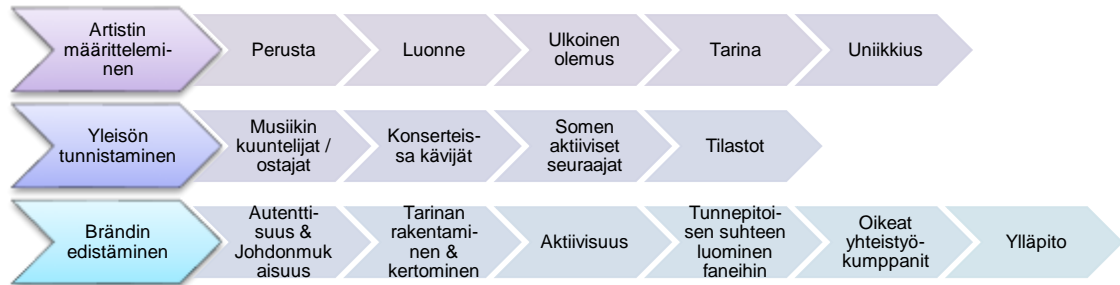 Artistin
määrittelemi-
nen
Perusta
Luonne
Ulkoinen
olemus
Tarina
Uniikkius
Yleisön
tunnistaminen
Musiikin
kuuntelijat /
ostajat
Konserteis-
sa kävijät
Somen
aktiiviset
seuraajat
Tilastot
Brändin
edistäminen
Autentti-
suus &
Johdonmuk
aisuus
Tarinan
rakentami-
nen &
kertominen
Aktiivisuus
Tunnepitoi-
sen suhteen
luominen
faneihin
Oikeat
yhteistyö-
kumppanit
Ylläpito